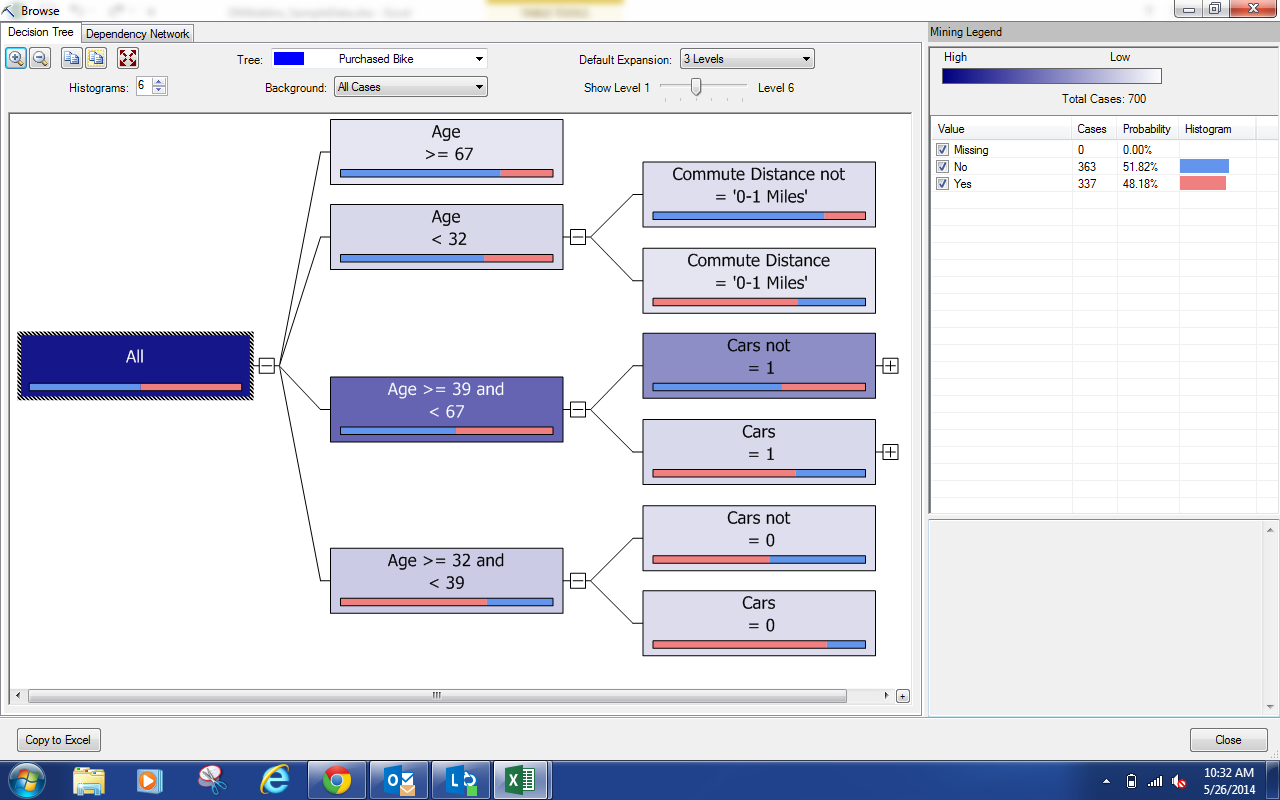 Browse
Decision Tree
Dependency Network
Tree:
Purchased Bike
Default Expansion:
3 Levels
Histograms:
6
Background:
All Cases
Show Level 1
Level 6
All
Age
>= 67
Age
< 32
Age >= 39 and
< 67
Age >= 32 and
< 39
Commute Distance not
= '0-1 Miles'
Commute Distance
= '0-1 Miles'
Cars not
= 1
Cars
= 1
Cars not
= 0
Cars
= 0
Mining Legend
High Low
Total Cases: 700
Value Cases Probability Histogram
Missing 0 0.00%
No 363 51.82%
Yes 337 48.18%
Copy to Excel
Close
10:32 AM
5/26/2014